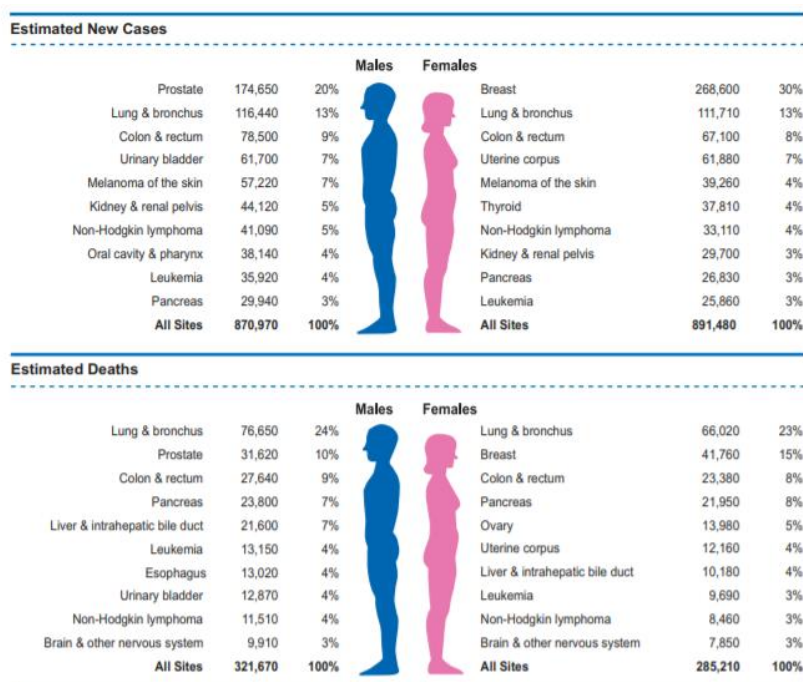 Estimated New Cases
Males Females
Prostate 174,650 20% Breast 268,600 30%
Lung & bronchus 116,440 13% Lung & bronchus 111,710 13%
Colon & rectum 78,500 9% Colon & rectum 67,100 8%
Urinary bladder 61,700 7% Uterine corpus 61,880 7%
Melanoma of the skin 57,220 7% Melanoma of the skin 39,260 4%
Kidney & renal pelvis 44,120 5% Thyroid 37,810 4%
Non-Hodgkin lymphoma 41,090 5% Non-Hodgkin lymphoma 33,110 4%
Oral cavity & pharynx 38,140 4% Kidney & renal pelvis 29,700 3%
Leukemia 35,920 4% Pancreas 26,830 3%
Pancreas 29,940 3% Leukemia 25,860 3%
All Sites 870,970 100% All Sites 891,480 100%
Estimated Deaths
Males Females
Lung & bronchus 76,650 24% Lung & bronchus 66,020 23%
Prostate 31,620 10% Breast 41,760 15%
Colon & rectum 27,640 9% Colon & rectum 23,380 8%
Pancreas 23,800 7% Pancreas 21,950 8%
Liver & intrahepatic bile duct 21,600 7% Ovary 13,980 5%
Leukemia 13,150 4% Uterine corpus 12,160 4%
Esophagus 13,020 4% Liver & intrahepatic bile duct 10,180 4%
Urinary bladder 12,870 4% Leukemia 9,690 3%
Non-Hodgkin lymphoma 11,510 4% Non-Hodgkin lymphoma 8,460 3%
Brain & other nervous system 9,910 3% Brain & other nervous system 7,850 3%
All Sites 321,670 100% All Sites 285,210 100%